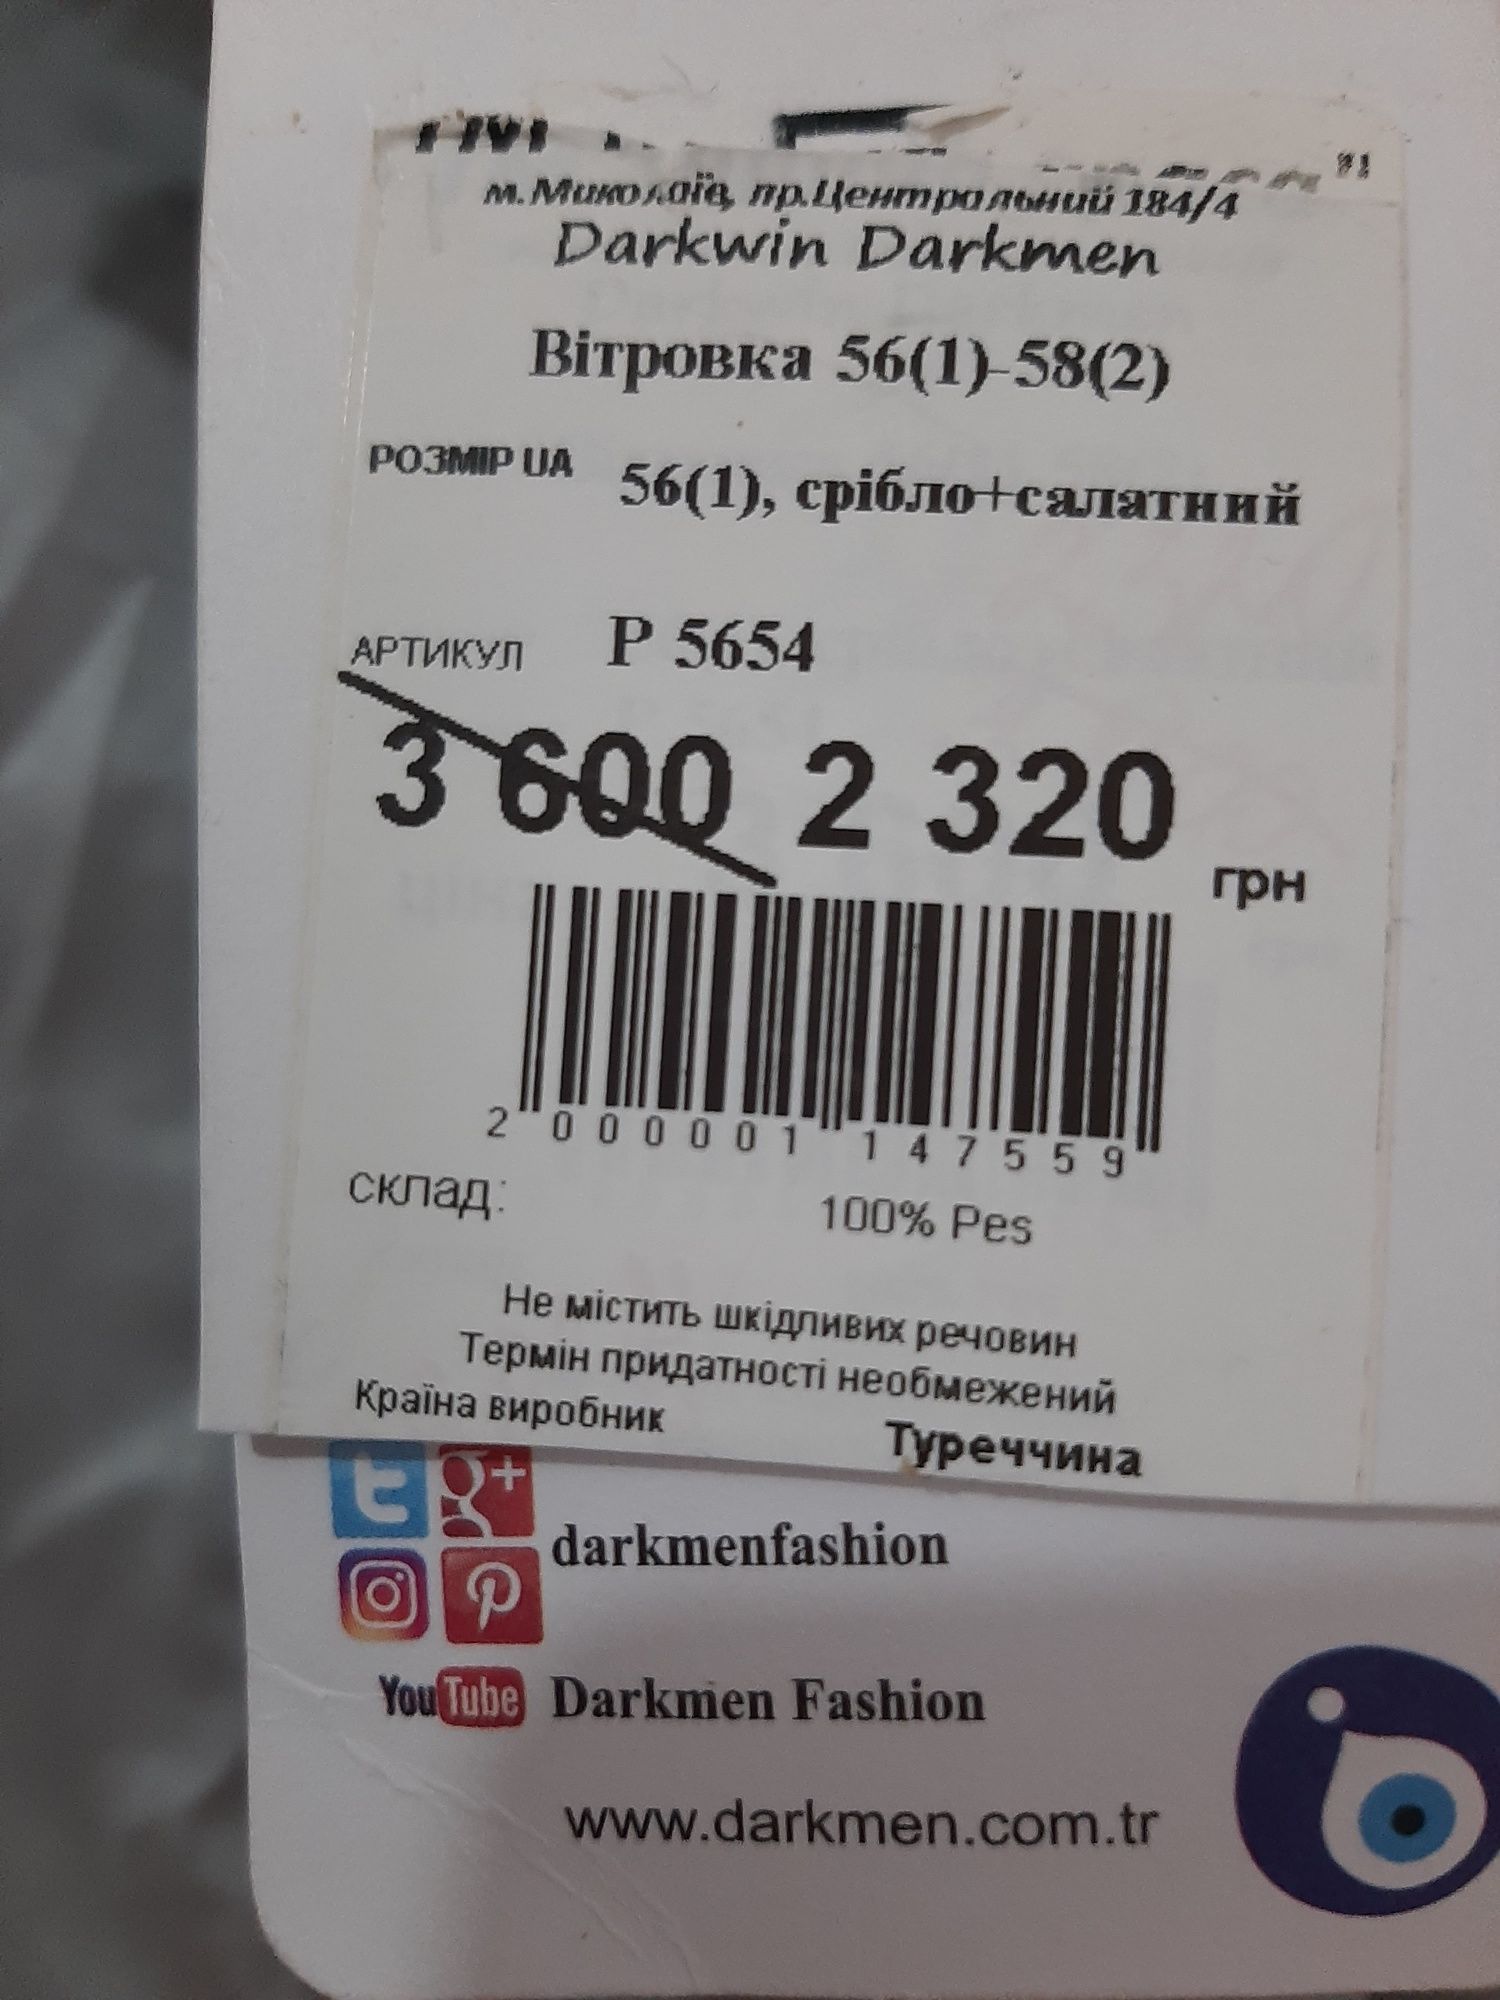 м.Миколаїв, пр.Центральний 184/4
Darkwin Darkmen
Вітровка 56(1)-58(2)
РОЗМІР UA 56(1), срібло+салатний
АРТИКУЛ Р 5654
3 600 2 320 грн
2 000001 147559
склад: 100% Pes
Не містить шкідливих речовин
Термін придатності необмежений
Країна виробник Туреччина
darkmenfashion
YouTube Darkmen Fashion
www.darkmen.com.tr